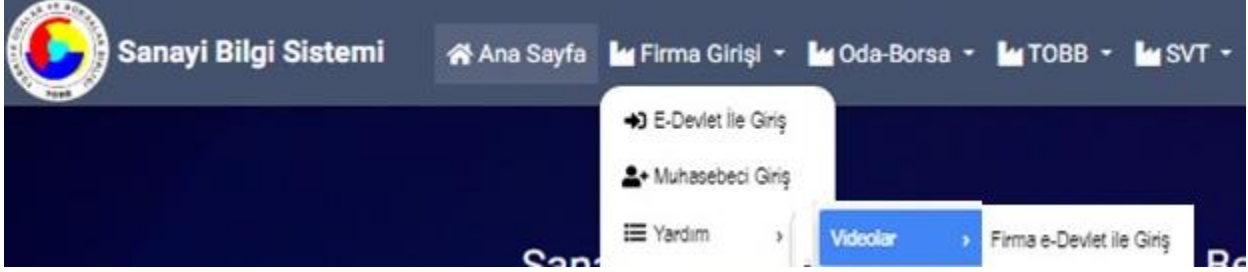 Sanayi Bilgi Sistemi Ana Sayfa Firma Girişi Oda-Borsa TOBB SVT
E-Devlet İle Giriş
Muhasebeci Giriş
Yardım Videolar Firma e-Devlet ile Giriş